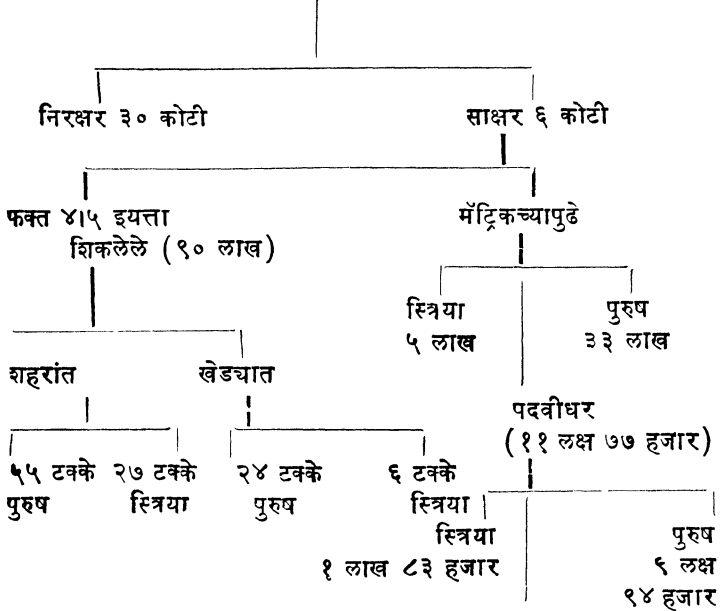 निरक्षर ३० कोटी
साक्षर ६ कोटी
फक्त ४।५ इयत्ता
शिकलेले (९० लाख)
मॅट्रिकच्यापुढे
स्त्रिया
५ लाख
पुरुष
३३ लाख
शहरांत
खेड्यात
पदवीधर
(११ लक्ष ७७ हजार)
५५ टक्के
पुरुष
२७ टक्के
स्त्रिया
२४ टक्के
पुरुष
६ टक्के
स्त्रिया
स्त्रिया
१ लाख ८३ हजार
पुरुष
९ लक्ष
९४ हजार